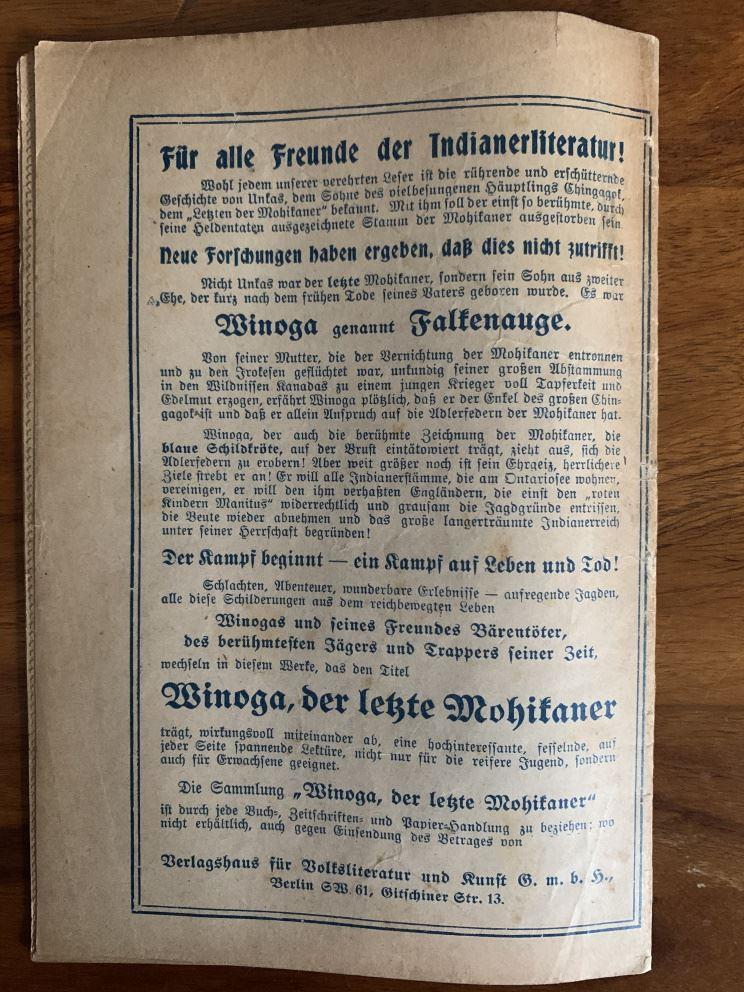 Für alle Freunde der Indianerliteratur!
Wohl jedem unserer verehrten Leser ist die rührende und erschütternde
Geschichte von Unkas, dem Sohne des vielbesungenen Häuptlings Chingagok,
dem „Letzten der Mohikaner“ bekannt. Mit ihm soll der einst so berühmte, durch
seine Heldentaten ausgezeichnete Stamm der Mohikaner ausgestorben sein.
Neue Forschungen haben ergeben, daß dies nicht zutrifft!
Nicht Unkas war der letzte Mohikaner, sondern sein Sohn aus zweiter
Ehe, der kurz nach dem frühen Tode seines Vaters geboren wurde. Es war
Winoga genannt Falkenauge.
Von seiner Mutter, die der Vernichtung der Mohikaner entronnen
und zu den Irokesen geflüchtet war, unkundig seiner großen Abstammung
in den Wildnissen Kanadas zu einem jungen Krieger voll Tapferkeit und
Edelmut erzogen, erfährt Winoga plötzlich, daß er der Enkel des großen Chin-
gagok ist und daß er allein Anspruch auf die Adlerfedern der Mohikaner hat.
Winoga, der auch die berühmte Zeichnung der Mohikaner, die
blaue Schildkröte, auf der Brust eintätowiert trägt, zieht aus, sich die
Adlerfedern zu erobern! Aber weit größer noch ist sein Ehrgeiz, herrlichere
Ziele strebt er an! Er will alle Indianerstämme, die am Ontariosee wohnen,
vereinigen, er will den ihm verhaßten Engländern, die einst den „roten
Kindern Manitus“ widerrechtlich und grausam die Jagdgründe entrissen,
die Beute wieder abnehmen und das große langerträumte Indianerreich
unter seiner Herrschaft begründen!
Der Kampf beginnt — ein Kampf auf Leben und Tod!
Schlachten, Abenteuer, wunderbare Erlebnisse — aufregende Jagden,
alle diese Schilderungen aus dem reichbewegten Leben
Winogas und seines Freundes Bärentöter,
des berühmtesten Jägers und Trappers seiner Zeit,
wechseln in diesem Werke, das den Titel
Winoga, der letzte Mohikaner
trägt, wirkungsvoll miteinander ab, eine hochinteressante, fesselnde, auf
jeder Seite spannende Lektüre, nicht nur für die reifere Jugend, sondern
auch für Erwachsene geeignet.
Die Sammlung „Winoga, der letzte Mohikaner“
ist durch jede Buch-, Zeitschriften- und Papier-Handlung zu beziehen; wo
nicht erhältlich, auch gegen Einsendung des Betrages von
Verlagshaus für Volksliteratur und Kunst G. m. b. H.,
Berlin SW. 61, Gitschiner Str. 13.